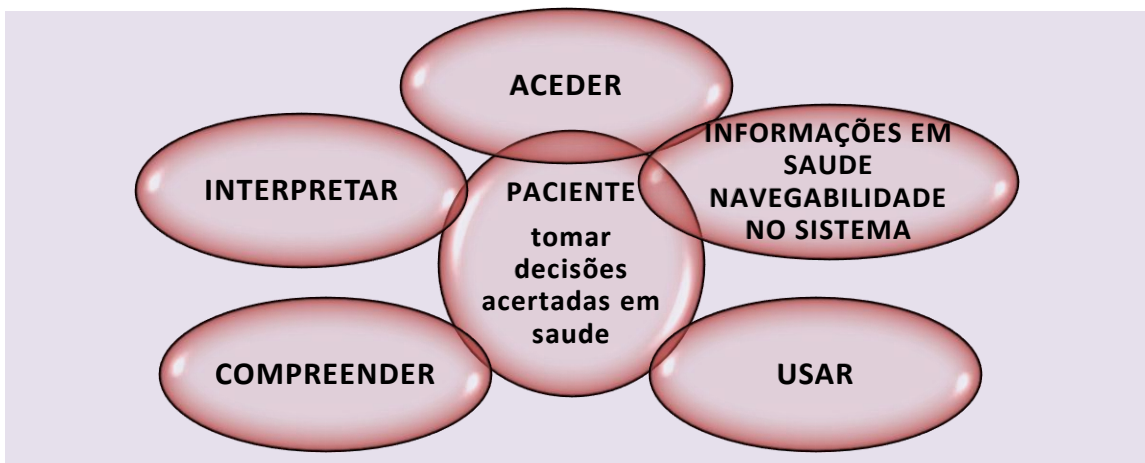 ACEDER
INFORMAÇÕES EM
SAUDE
NAVEGABILIDADE
NO SISTEMA
INTERPRETAR
PACIENTE
tomar
decisões
acertadas em
saude
COMPREENDER
USAR